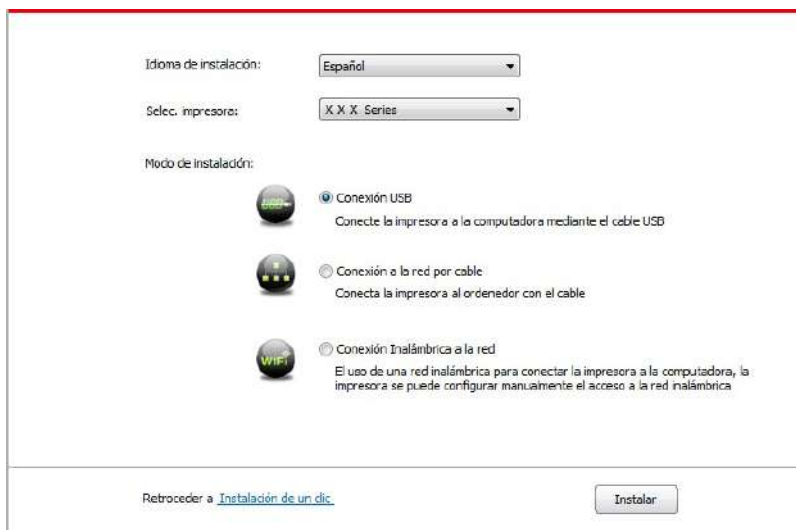 Idioma de instalación:
Español
Selec. impresora:
X X X Series
Modo de instalación:
USB
Conexión USB
Conecte la impresora a la computadora mediante el cable USB
Conexión a la red por cable
Conecta la impresora al ordenedor con el cable
WiFi
Conexión Inalámbrica a la red
El uso de una red inalámbrica para conectar la impresora a la computadora, la
impresora se puede configurar manualmente el acceso a la red inalámbrica
Retroceder a Instalación de un clic
Instalar